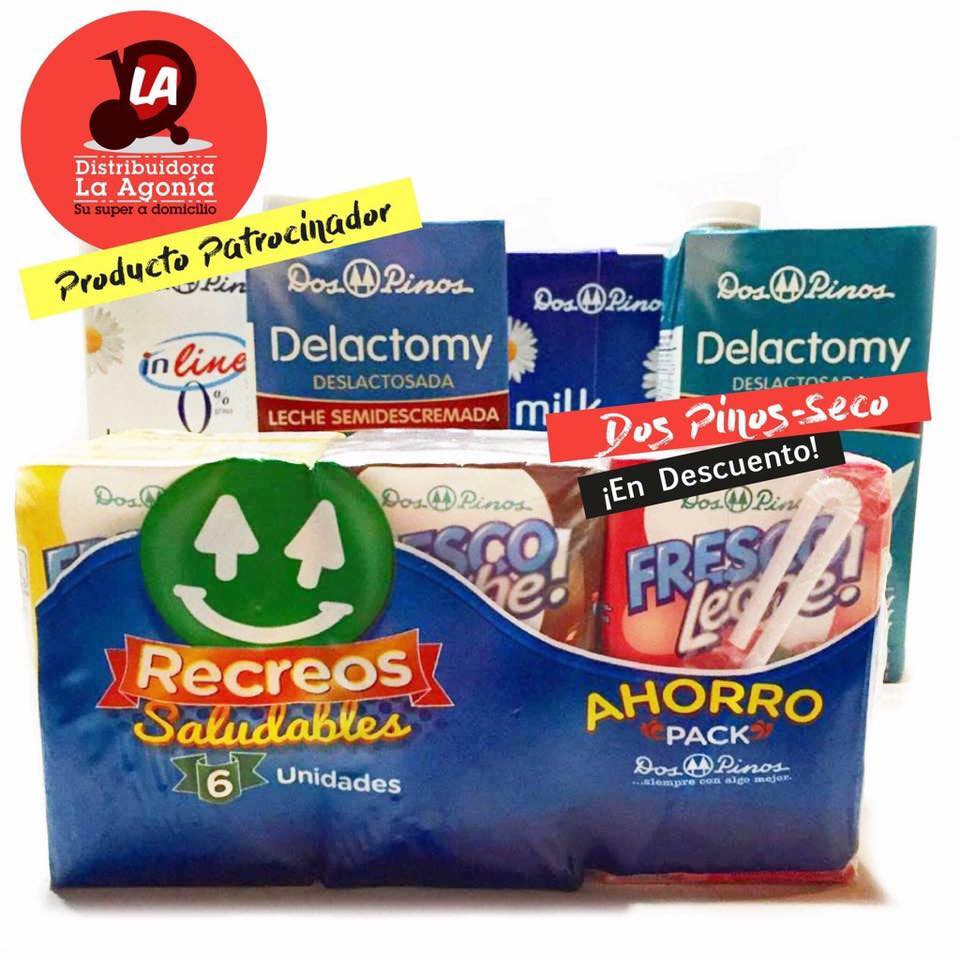 LA
Distribuidora
La Agonía
Su super a domicilio
Producto Patrocinador
Dos Pinos
in line
0%
Dos Pinos
Delactomy
DESLACTOSADA
LECHE SEMIDESCREMADA
Dos Pinos
milk
Dos Pinos
Delactomy
DESLACTOSADA
Dos Pinos-Seco
¡En Descuento!
Dos Pinos
Dos Pinos
Dos Pinos
FRESCO
Leche!
Recreos
Saludables
6 Unidades
AHORRO
PACK
Dos Pinos
...siempre con algo mejor.